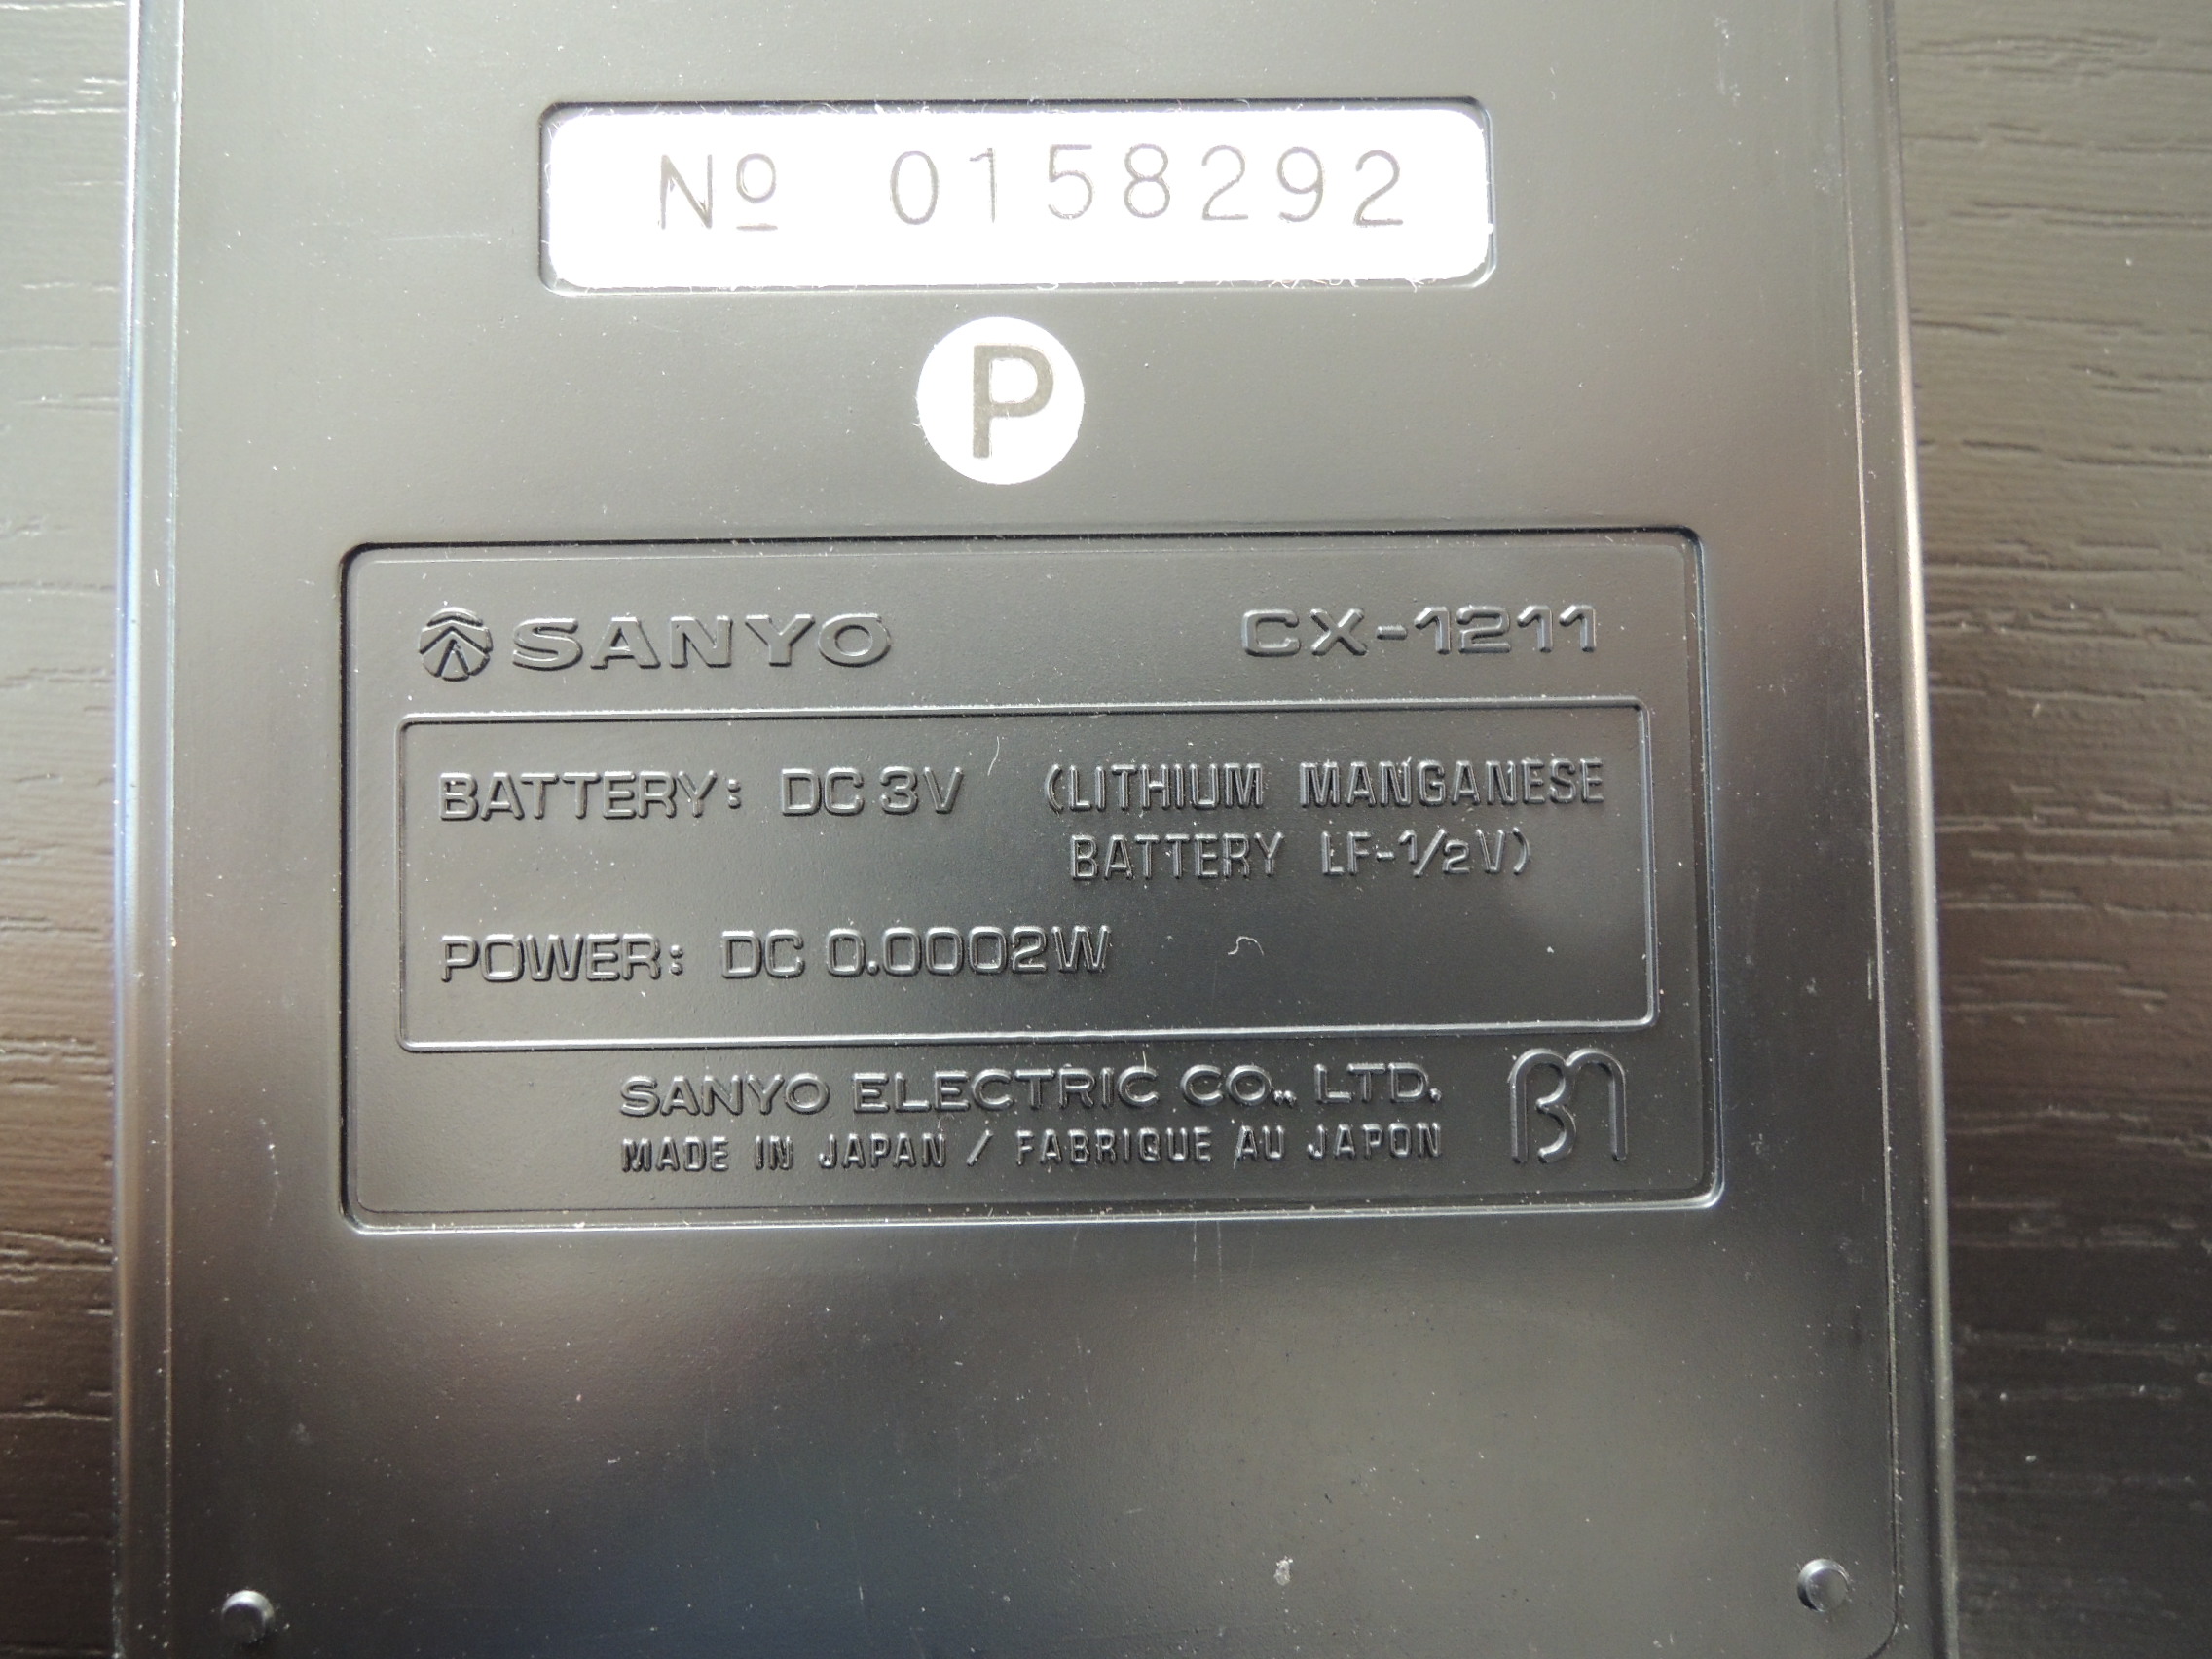 Nº 0158292
P
SANYO CX-1211
BATTERY: DC 3V (LITHIUM MANGANESE
BATTERY LF-1/2V)
POWER: DC 0.0002W
SANYO ELECTRIC CO., LTD.
MADE IN JAPAN / FABRIQUE AU JAPON